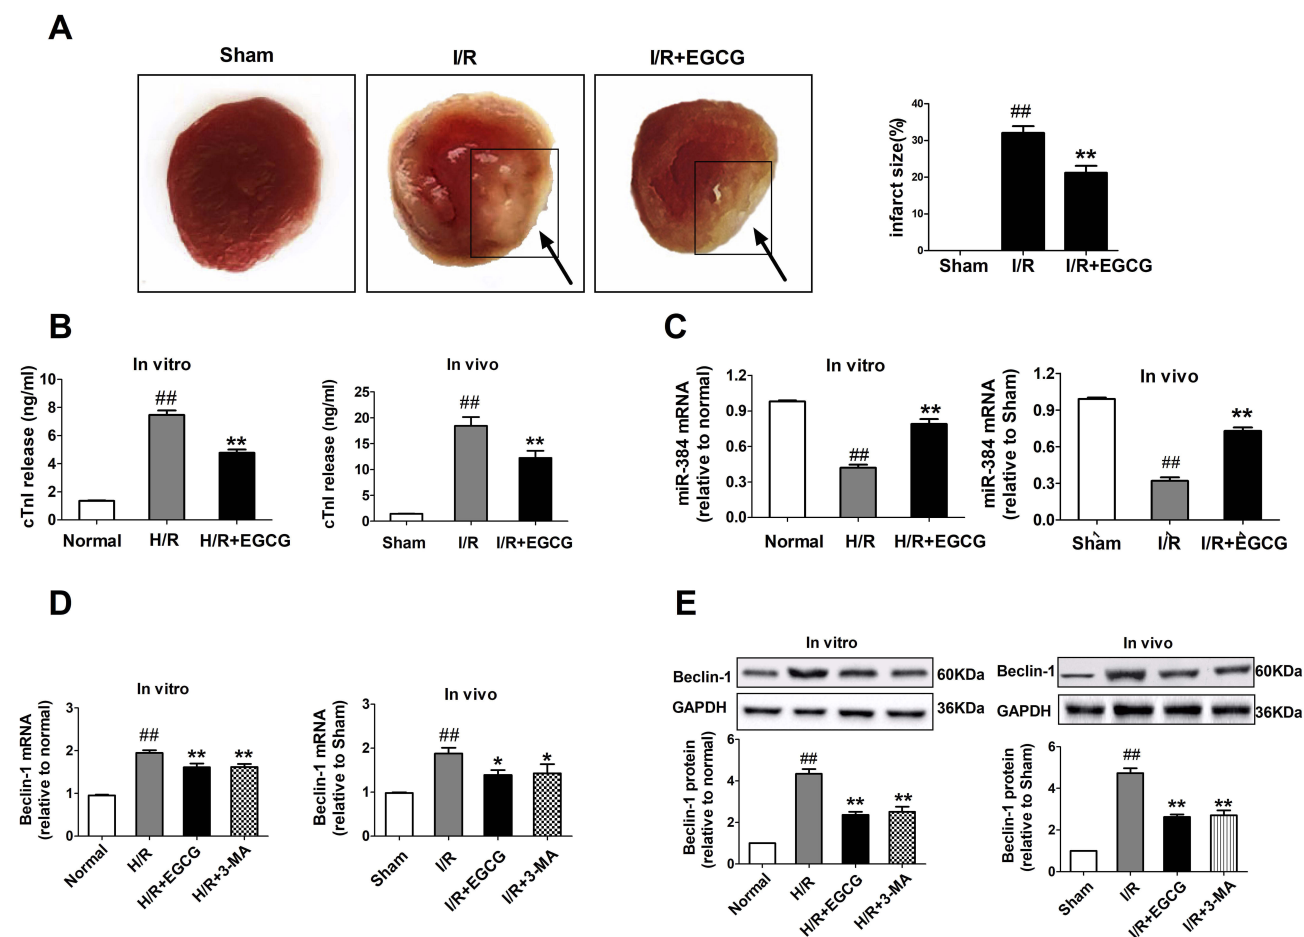 A
Sham
I/R
I/R+EGCG
infarct size(%)
40
30
20
10
0
##
**
Sham
I/R
I/R+EGCG
B
In vitro
cTnI release (ng/ml)
10
8
6
4
2
0
##
**
Normal
H/R
H/R+EGCG
In vivo
cTnI release (ng/ml)
25
20
15
10
5
0
##
**
Sham
I/R
I/R+EGCG
C
In vitro
miR-384 mRNA
(relative to normal)
1.2
0.9
0.6
0.3
0.0
##
**
Normal
H/R
H/R+EGCG
In vivo
miR-384 mRNA
(relative to Sham)
1.2
0.9
0.6
0.3
0.0
##
**
Sham
I/R
I/R+EGCG
D
In vitro
Beclin-1 mRNA
(relative to normal)
3
2
1
0
##
**
**
Normal
H/R
H/R+EGCG
H/R+3-MA
In vivo
Beclin-1 mRNA
(relative to Sham)
3
2
1
0
##
*
*
Sham
I/R
I/R+EGCG
I/R+3-MA
E
In vitro
Beclin-1
60KDa
GAPDH
36KDa
Beclin-1 protein
(relative to normal)
6
4
2
0
##
**
**
Normal
H/R
H/R+EGCG
H/R+3-MA
In vivo
Beclin-1
60KDa
GAPDH
36KDa
Beclin-1 protein
(relative to Sham)
6
4
2
0
##
**
**
Sham
I/R
I/R+EGCG
I/R+3-MA